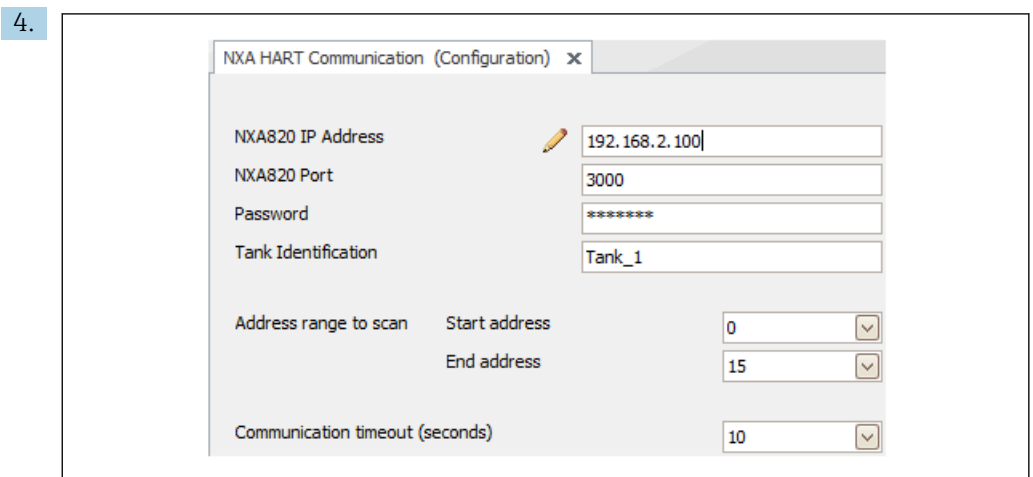 4.
NXA HART Communication (Configuration) x
NXA820 IP Address 192.168.2.100
NXA820 Port 3000
Password *******
Tank Identification Tank_1
Address range to scan Start address 0
End address 15
Communication timeout (seconds) 10